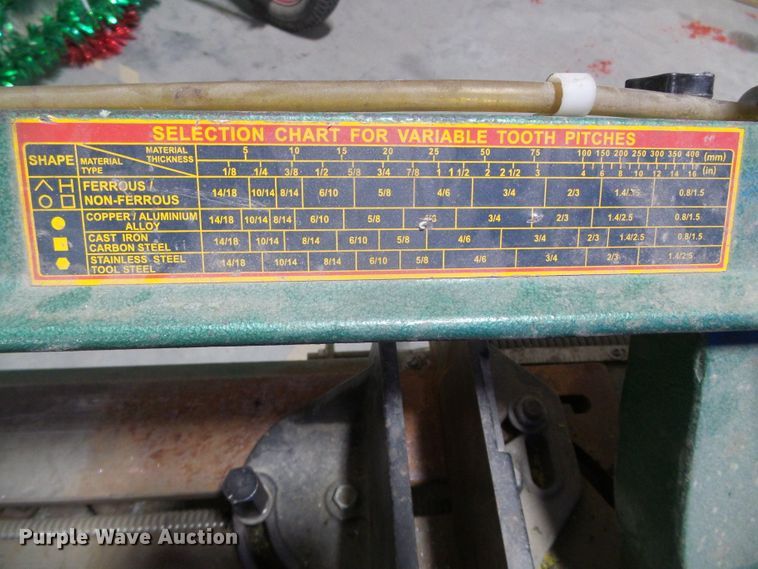 SELECTION CHART FOR VARIABLE TOOTH PITCHES
SHAPE MATERIAL THICKNESS MATERIAL TYPE 5 10 15 20 25 50 75 100 150 200 250 300 350 400 (mm)
1/8 1/4 3/8 1/2 5/8 3/4 7/8 1 1 1/2 2 2 1/2 3 4 6 8 10 12 14 16 (in)
FERROUS / NON-FERROUS 14/18 10/14 8/14 6/10 5/8 4/6 3/4 2/3 1.4/2.5 0.8/1.5
COPPER / ALUMINIUM ALLOY 14/18 10/14 8/14 6/10 5/8 4/6 3/4 2/3 1.4/2.5 0.8/1.5
CAST IRON CARBON STEEL 14/18 10/14 8/14 6/10 5/8 4/6 3/4 2/3 1.4/2.5 0.8/1.5
STAINLESS STEEL TOOL STEEL 14/18 10/14 8/14 6/10 5/8 4/6 3/4 2/3 1.4/2.5
Purple Wave Auction